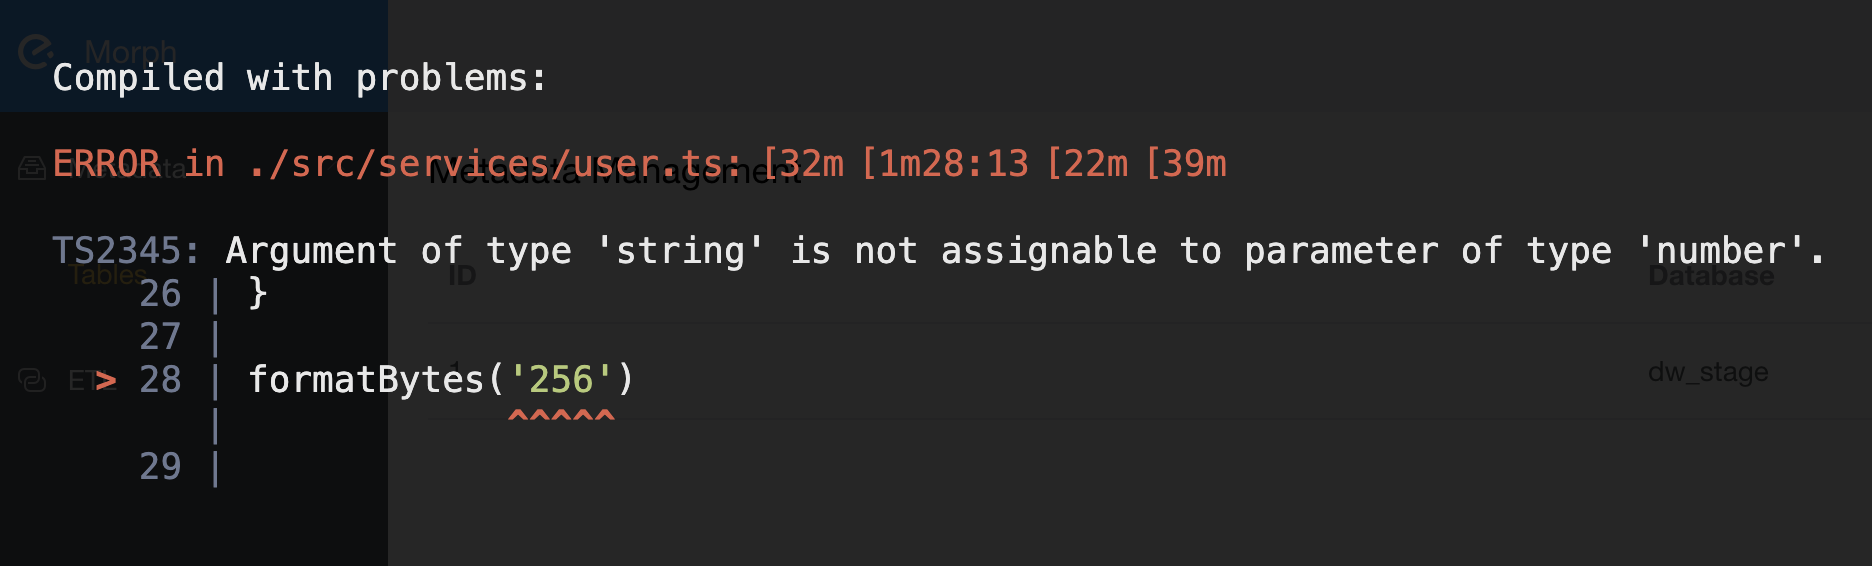 Morph
Compiled with problems:
Metadata
Metadata Management
ERROR in ./src/services/user.ts: [32m [1m28:13 [22m [39m
TS2345: Argument of type 'string' is not assignable to parameter of type 'number'.
Tables
ID
Database
26 | }
27 |
ETL
1
dw_stage
> 28 | formatBytes('256')
| ^^^^^
29 |